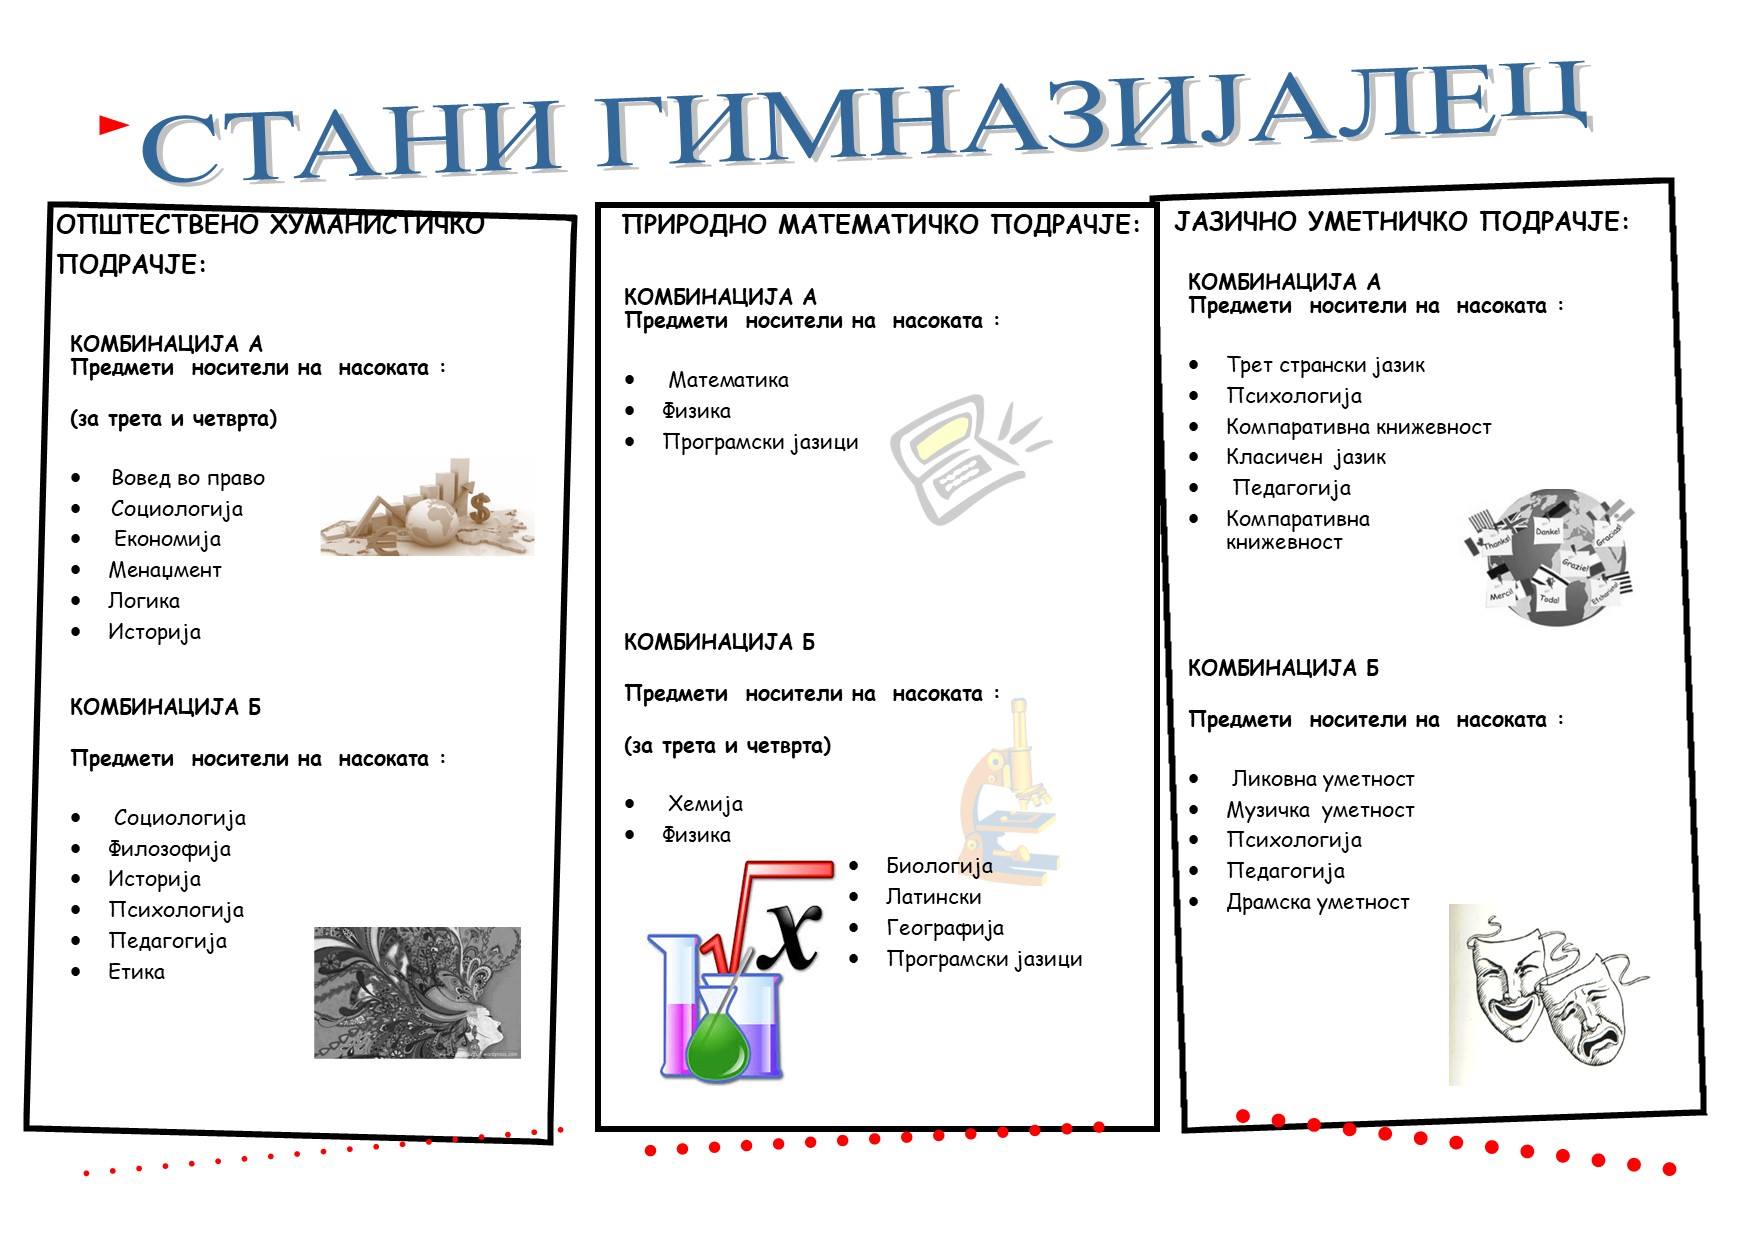 СТАНИ ГИМНАЗИЈАЛЕЦ
ОПШТЕСТВЕНО ХУМАНИСТИЧКО
ПОДРАЧЈЕ:
КОМБИНАЦИЈА А
Предмети носители на насоката :
(за трета и четврта)
Вовед во право
Социологија
Економија
Менаџмент
Логика
Историја
КОМБИНАЦИЈА Б
Предмети носители на насоката :
Социологија
Филозофија
Историја
Психологија
Педагогија
Етика
ПРИРОДНО МАТЕМАТИЧКО ПОДРАЧЈЕ:
КОМБИНАЦИЈА А
Предмети носители на насоката :
Математика
Физика
Програмски јазици
КОМБИНАЦИЈА Б
Предмети носители на насоката :
(за трета и четврта)
Хемија
Физика
Биологија
Латински
Географија
Програмски јазици
x
ЈАЗИЧНО УМЕТНИЧКО ПОДРАЧЈЕ:
КОМБИНАЦИЈА А
Предмети носители на насоката :
Трет странски јазик
Психологија
Компаративна книжевност
Класичен јазик
Педагогија
Компаративна
книжевност
Thanks!
Danke!
Gracias!
Grazie!
Merci!
Toda!
КОМБИНАЦИЈА Б
Предмети носители на насоката :
Ликовна уметност
Музичка уметност
Психологија
Педагогија
Драмска уметност